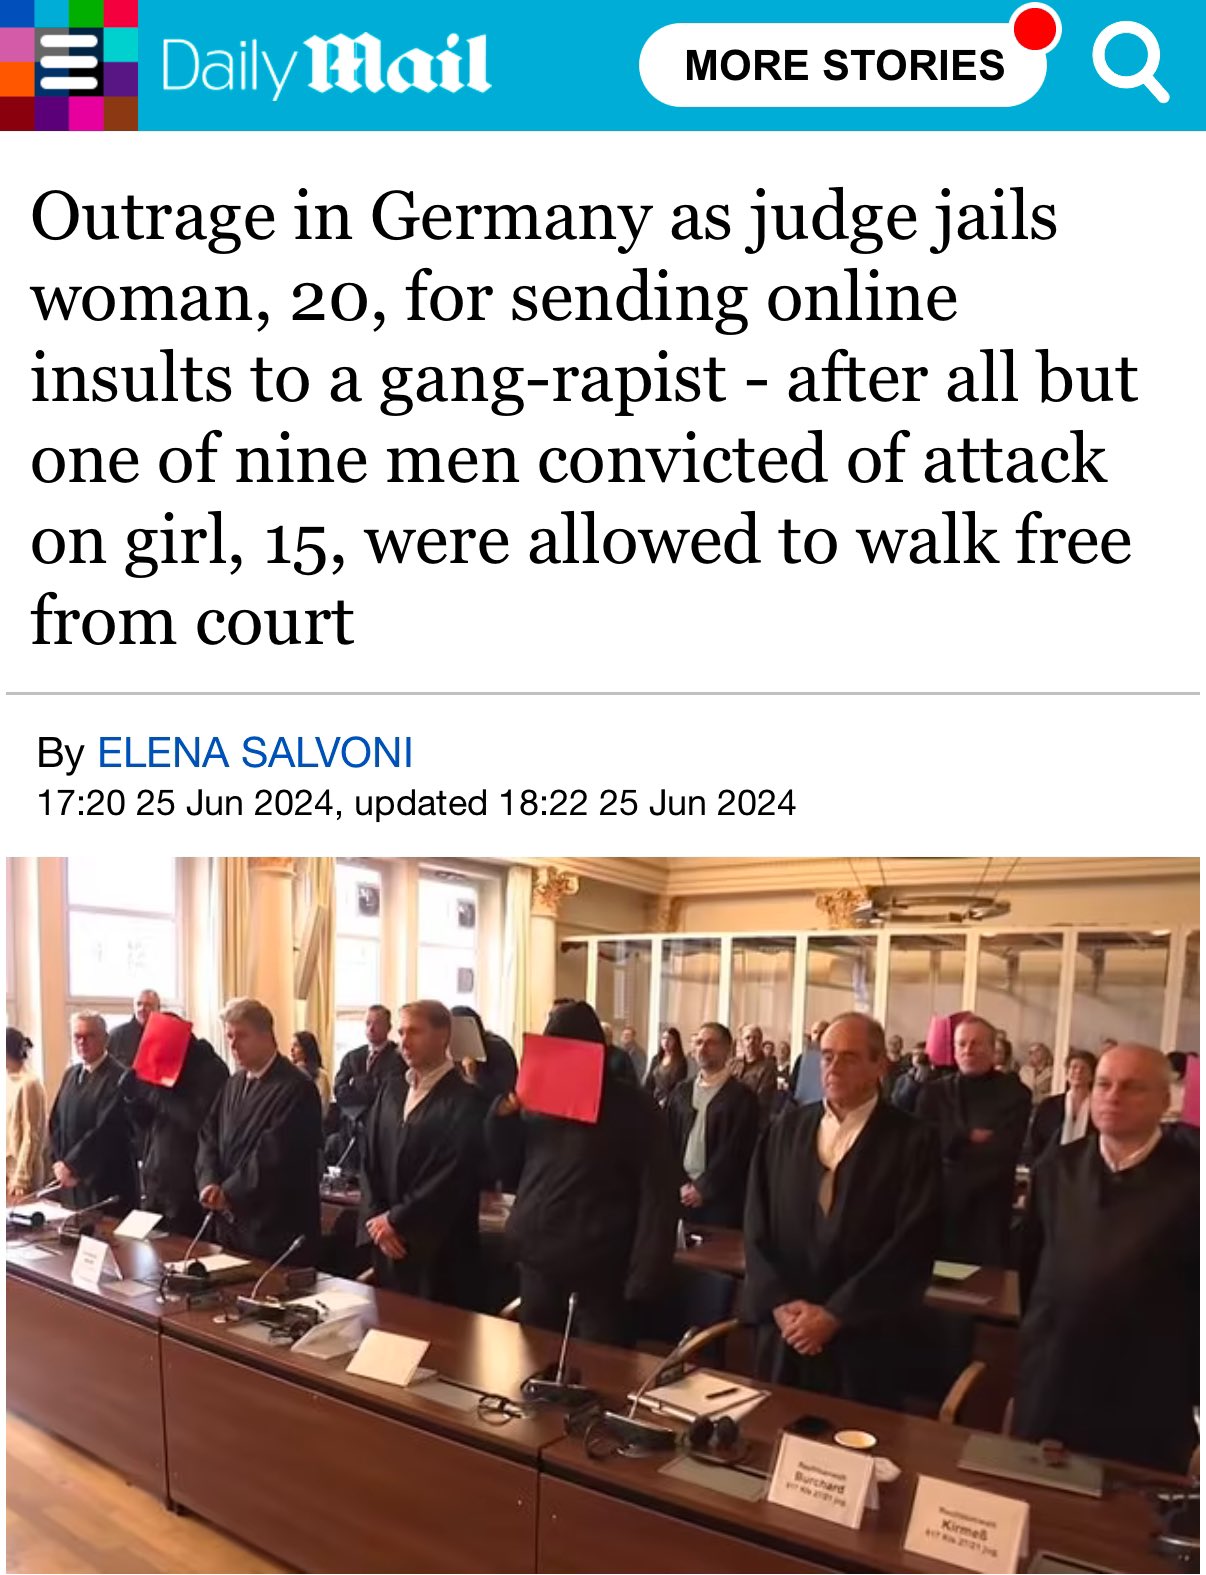 Daily Mail
MORE STORIES
Outrage in Germany as judge jails
woman, 20, for sending online
insults to a gang-rapist - after all but
one of nine men convicted of attack
on girl, 15, were allowed to walk free
from court
By ELENA SALVONI
17:20 25 Jun 2024, updated 18:22 25 Jun 2024
Rechtsanwalt
Burchard
Rechtsanwalt
Kirmeß